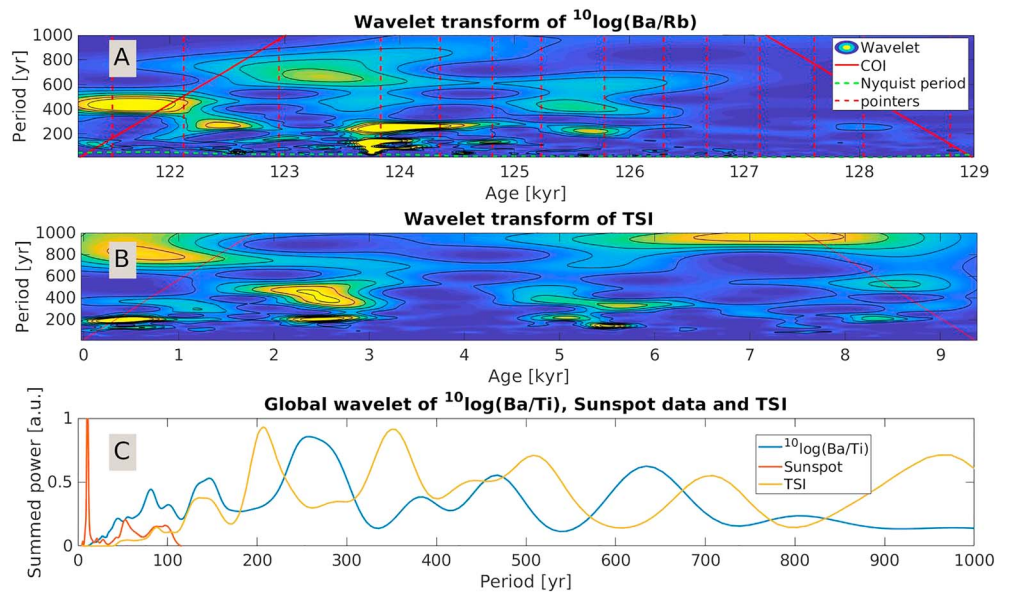 Wavelet transform of ¹⁰log(Ba/Rb)
A
Period [yr]
1000
800
600
400
200
Wavelet
COI
Nyquist period
pointers
122 123 124 125 126 127 128 129
Age [kyr]
Wavelet transform of TSI
B
Period [yr]
1000
800
600
400
200
0 1 2 3 4 5 6 7 8 9
Age [kyr]
Global wavelet of ¹⁰log(Ba/Ti), Sunspot data and TSI
C
Summed power [a.u.]
1
0.5
0
¹⁰log(Ba/Ti)
Sunspot
TSI
0 100 200 300 400 500 600 700 800 900 1000
Period [yr]